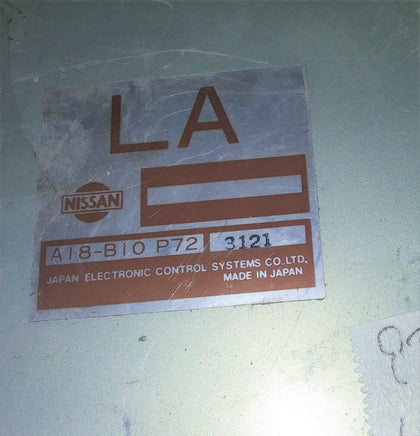 LA
NISSAN
A18-B10 P72 3121
JAPAN ELECTRONIC CONTROL SYSTEMS CO.,LTD.
MADE IN JAPAN